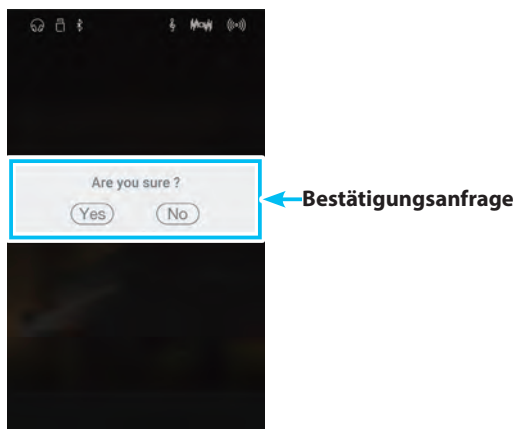 Are you sure ?
Yes No
Bestätigungsanfrage